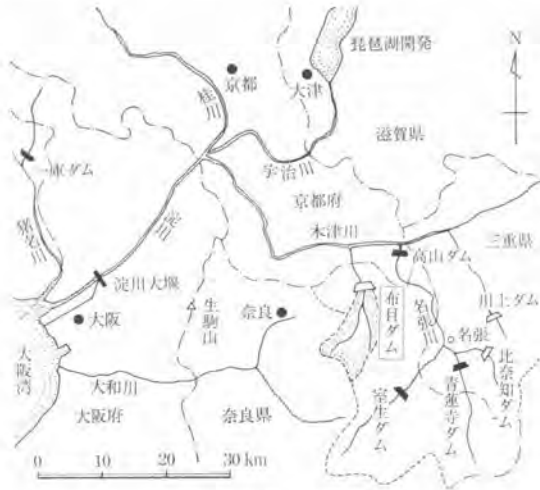 琵琶湖開発
N
京都
大津
桂川
滋賀県
一庫ダム
宇治川
京都府
猪名川
淀川
木津川
三重県
高山ダム
淀川大堰
生駒山
奈良
布目ダム
名張川
川上ダム
大阪
名張
大阪湾
比奈知ダム
大和川
室生ダム
青蓮寺ダム
大阪府
奈良県
0 10 20 30 km